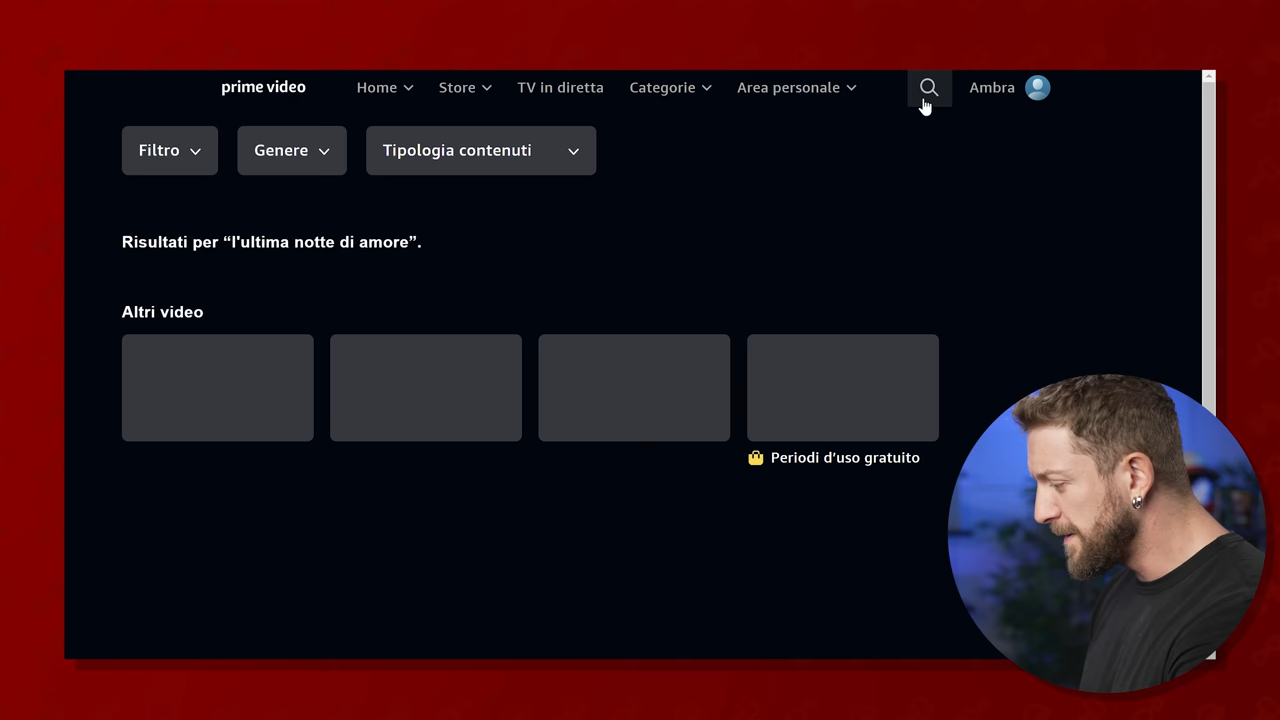 prime video Home Store TV in diretta Categorie Area personale Ambra
Filtro Genere Tipologia contenuti
Risultati per “l'ultima notte di amore”.
Altri video
Periodi d’uso gratuito